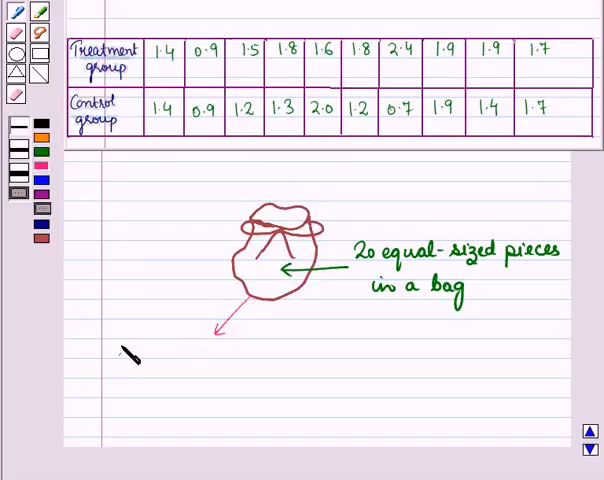 Treatment group 1.4 0.9 1.5 1.8 1.6 1.8 2.4 1.9 1.9 1.7
Control group 1.4 0.9 1.2 1.3 2.0 1.2 0.7 1.9 1.4 1.7
20 equal-sized pieces
in a bag